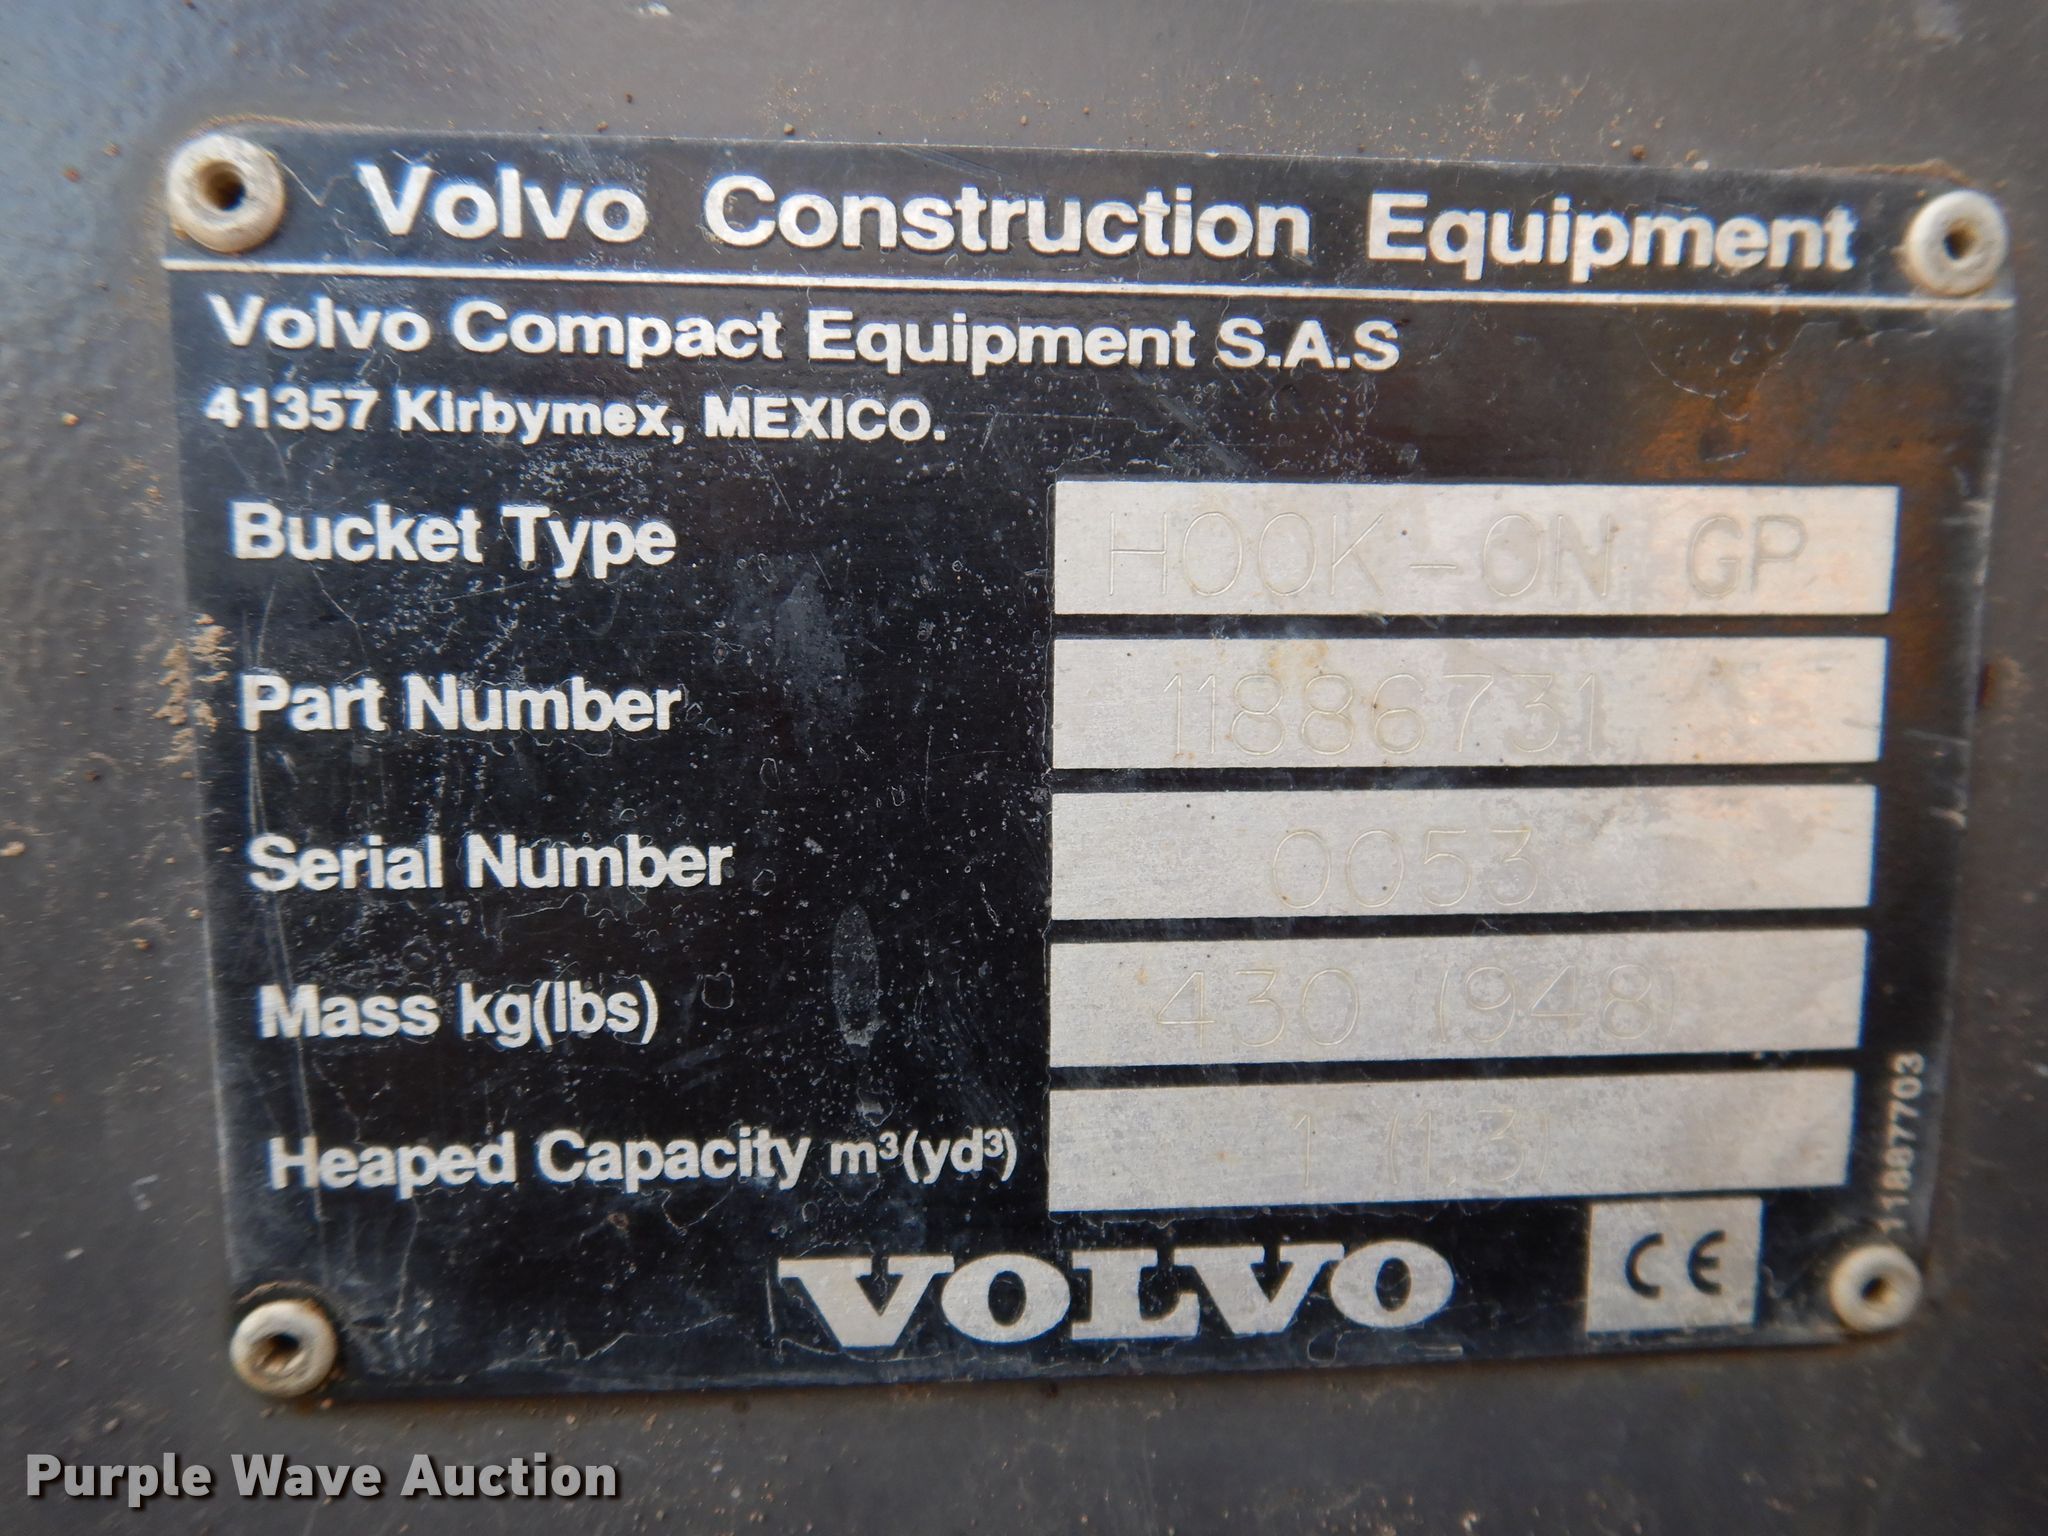 Volvo Construction Equipment
Volvo Compact Equipment S.A.S
41357 Kirbymex, MEXICO.
Bucket Type HOOK-ON GP
Part Number 11886731
Serial Number 0053
Mass kg(lbs) 430 (948)
Heaped Capacity m³(yd³) 1 (1.3)
11887703
VOLVO CE
Purple Wave Auction